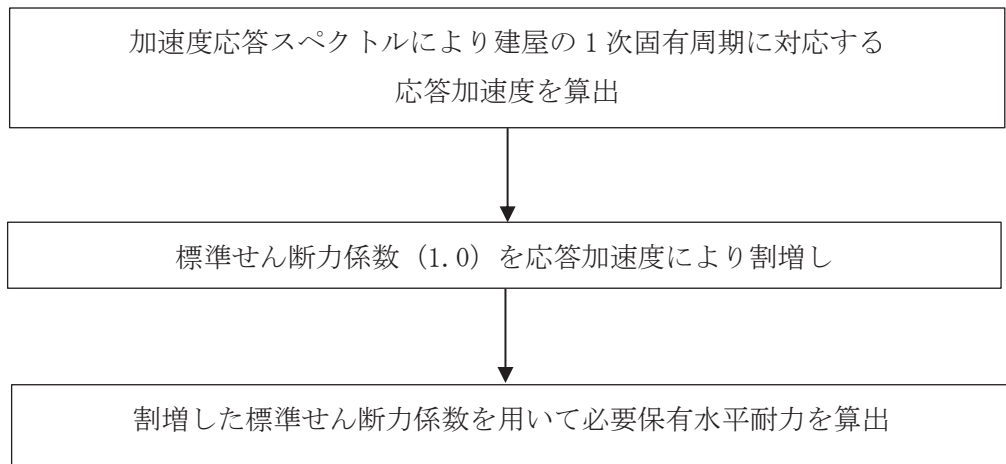 加速度応答スペクトルにより建屋の1次固有周期に対応する
応答加速度を算出
標準せん断力係数（1.0）を応答加速度により割増し
割増した標準せん断力係数を用いて必要保有水平耐力を算出